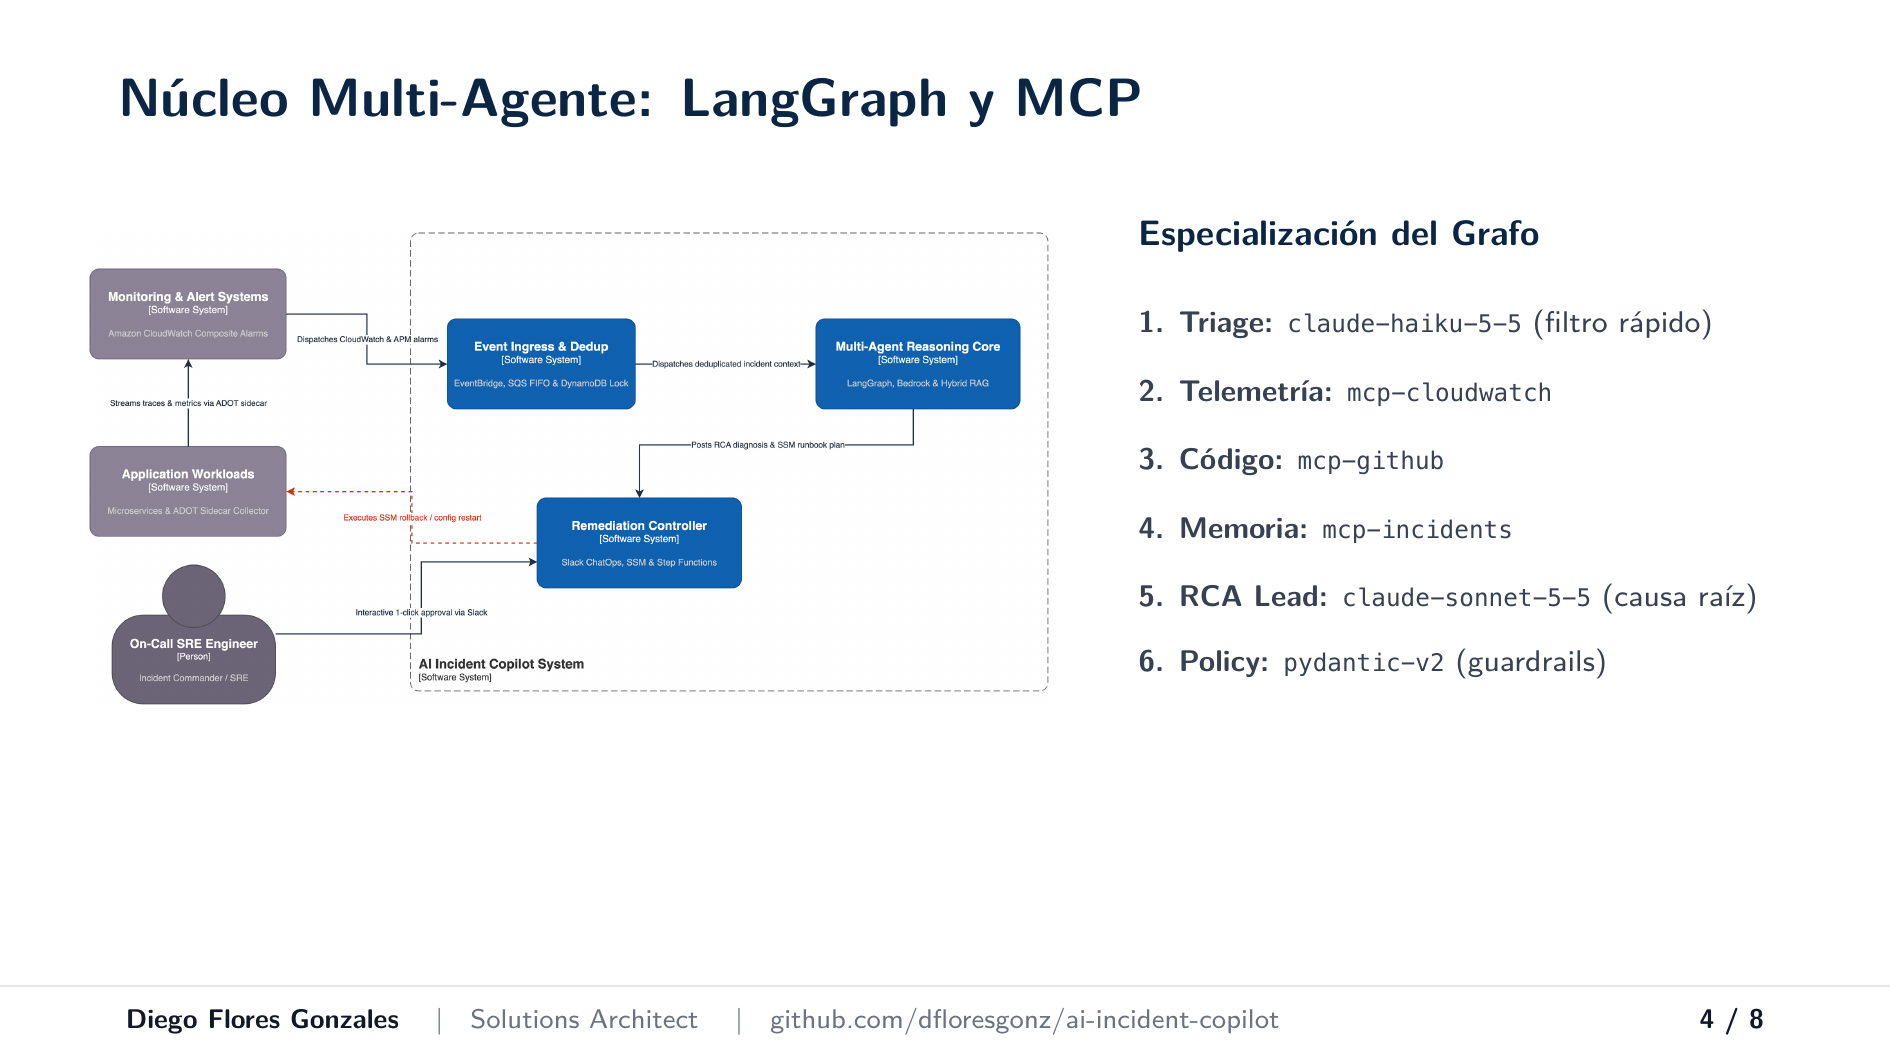 Núcleo Multi-Agente: LangGraph y MCP
Monitoring & Alert Systems
[Software System]
Amazon CloudWatch Composite Alarms
Dispatches CloudWatch & APM alarms
Event Ingress & Dedup
[Software System]
EventBridge, SQS FIFO & DynamoDB Lock
Dispatches deduplicated incident context
Multi-Agent Reasoning Core
[Software System]
LangGraph, Bedrock & Hybrid RAG
Streams traces & metrics via ADOT sidecar
Posts RCA diagnosis & SSM runbook plan
Application Workloads
[Software System]
Microservices & ADOT Sidecar Collector
Executes SSM rollback / config restart
Remediation Controller
[Software System]
Slack ChatOps, SSM & Step Functions
Interactive 1-click approval via Slack
On-Call SRE Engineer
[Person]
Incident Commander / SRE
AI Incident Copilot System
[Software System]
Especialización del Grafo
1. Triage: claude-haiku-5-5 (filtro rápido)
2. Telemetría: mcp-cloudwatch
3. Código: mcp-github
4. Memoria: mcp-incidents
5. RCA Lead: claude-sonnet-5-5 (causa raíz)
6. Policy: pydantic-v2 (guardrails)
Diego Flores Gonzales | Solutions Architect | github.com/dfloresgonz/ai-incident-copilot
4 / 8